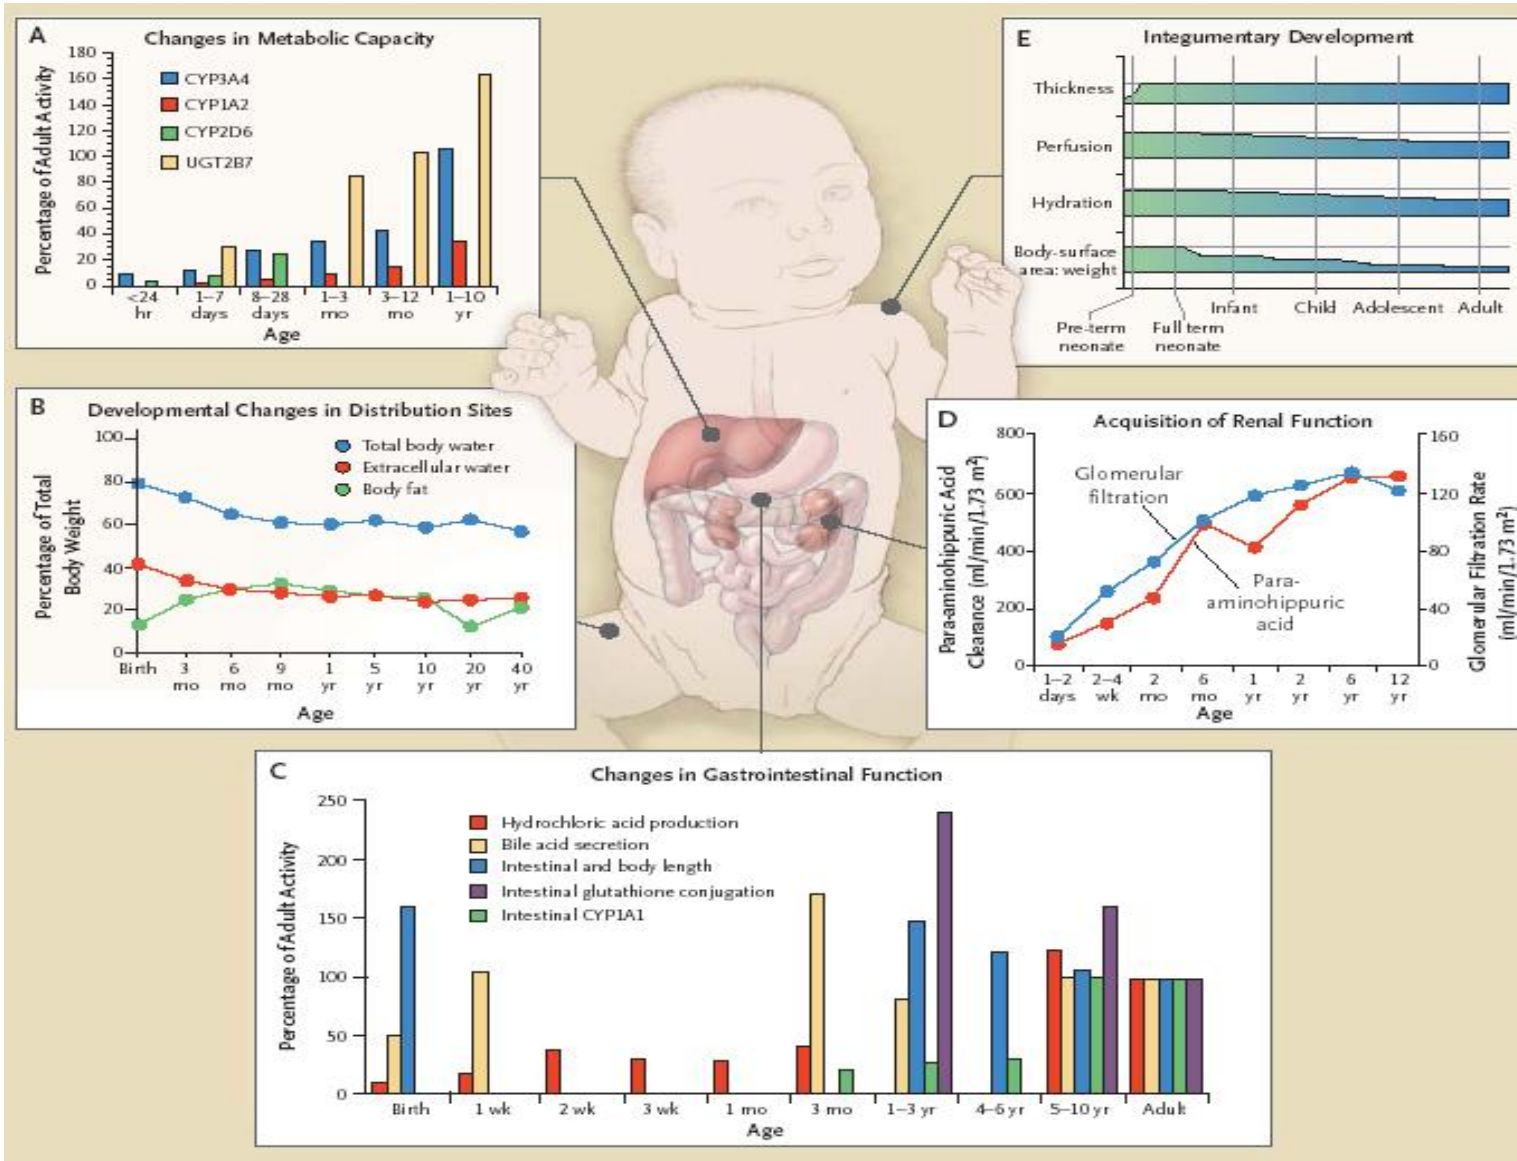 A
Changes in Metabolic Capacity
Percentage of Adult Activity
180
160
140
120
100
80
60
40
20
0
CYP3A4
CYP1A2
CYP2D6
UGT2B7
<24 hr
1–7 days
8–28 days
1–3 mo
3–12 mo
1–10 yr
Age
E
Integumentary Development
Thickness
Perfusion
Hydration
Body-surface
area: weight
Infant
Child
Adolescent
Adult
Pre-term
neonate
Full term
neonate
B
Developmental Changes in Distribution Sites
Percentage of Total
Body Weight
100
80
60
40
20
0
Total body water
Extracellular water
Body fat
Birth
3 mo
6 mo
9 mo
1 yr
5 yr
10 yr
20 yr
40 yr
Age
D
Acquisition of Renal Function
Para-aminohippuric Acid
Clearance (ml/min/1.73 m²)
800
600
400
200
0
Glomerular
filtration
Para-
aminohippuric
acid
160
120
80
40
0
Glomerular Filtration Rate
(ml/min/1.73 m²)
1–2 days
2–4 wk
2 mo
6 mo
1 yr
2 yr
6 yr
12 yr
Age
C
Changes in Gastrointestinal Function
Percentage of Adult Activity
250
200
150
100
50
0
Hydrochloric acid production
Bile acid secretion
Intestinal and body length
Intestinal glutathione conjugation
Intestinal CYP1A1
Birth
1 wk
2 wk
3 wk
1 mo
3 mo
1–3 yr
4–6 yr
5–10 yr
Adult
Age